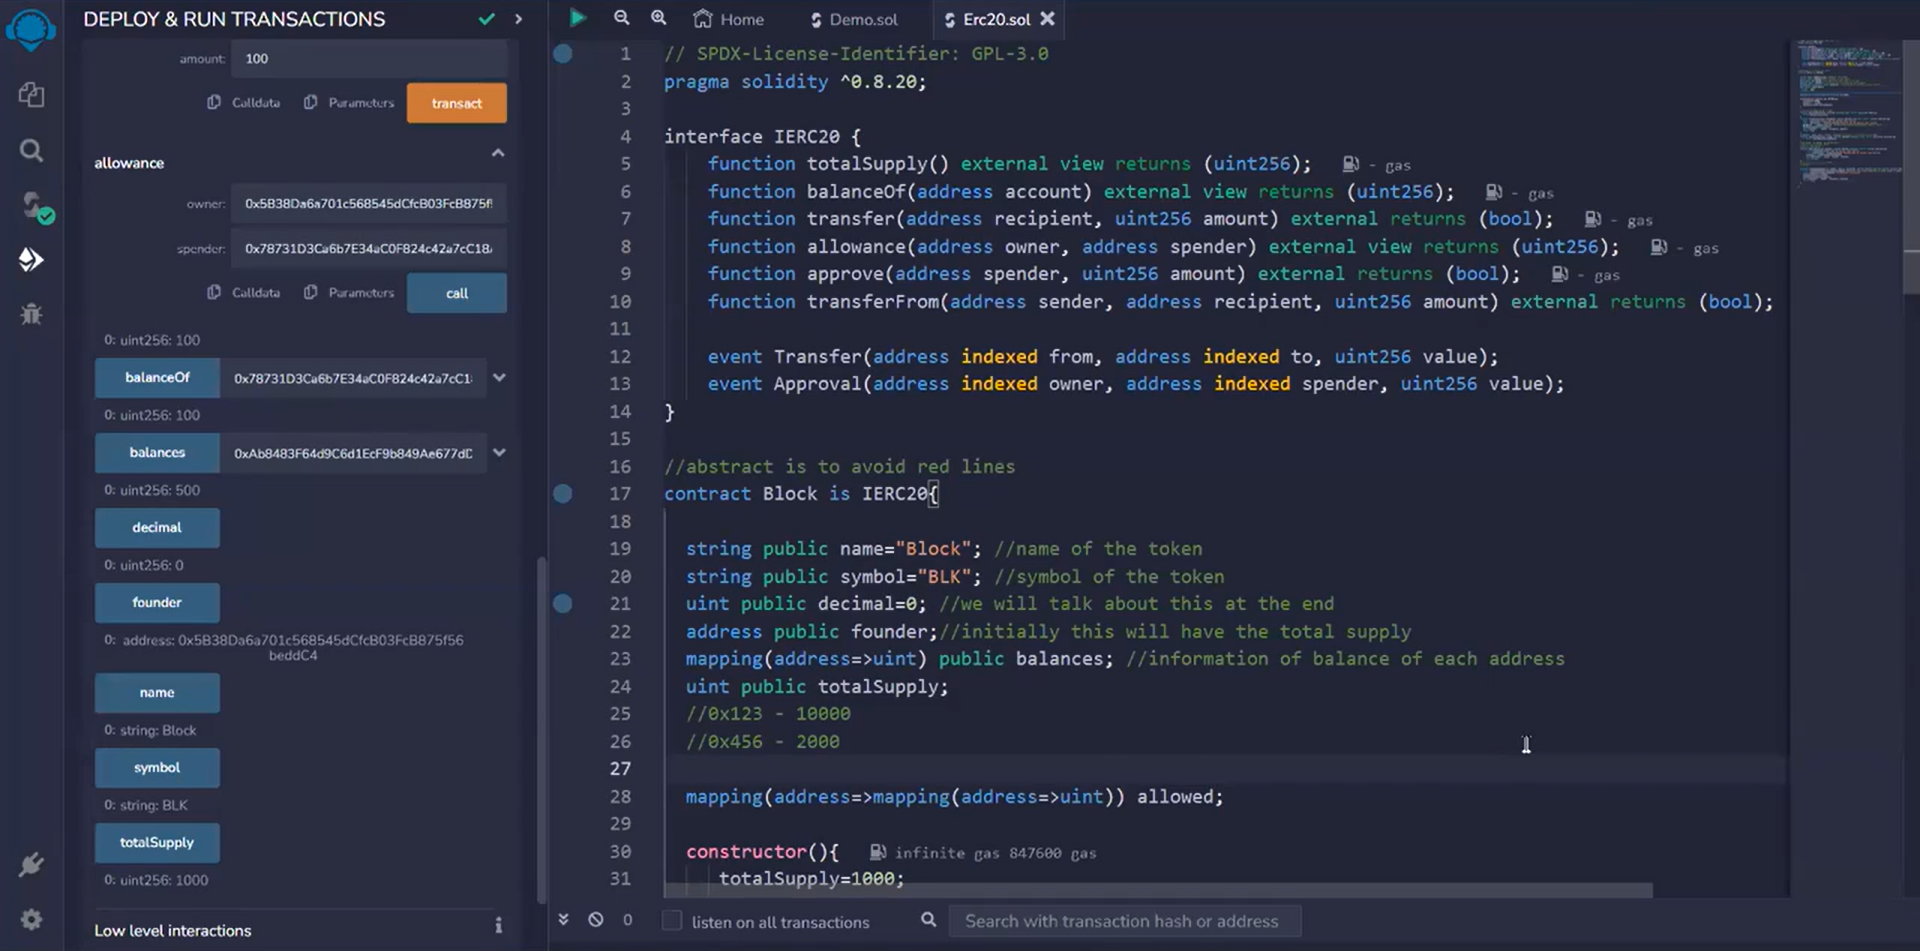 DEPLOY & RUN TRANSACTIONS
amount: 100
Calldata Parameters transact
allowance
owner: 0x5B38Da6a701c568545dCfcB03FcB875f
spender: 0x78731D3Ca6b7E34aC0F824c42a7cC18
Calldata Parameters call
0: uint256: 100
balanceOf 0x78731D3Ca6b7E34aC0F824c42a7cC1
0: uint256: 100
balances 0xAb8483F64d9C6d1EcF9b849Ae677dD
0: uint256: 500
decimal
0: uint256: 0
founder
0: address: 0x5B38Da6a701c568545dCfcB03FcB875f56
beddC4
name
0: string: Block
symbol
0: string: BLK
totalSupply
0: uint256: 1000
Low level interactions
Home Demo.sol Erc20.sol
1 // SPDX-License-Identifier: GPL-3.0
2 pragma solidity ^0.8.20;
3
4 interface IERC20 {
5 function totalSupply() external view returns (uint256); - gas
6 function balanceOf(address account) external view returns (uint256); - gas
7 function transfer(address recipient, uint256 amount) external returns (bool); - gas
8 function allowance(address owner, address spender) external view returns (uint256); - gas
9 function approve(address spender, uint256 amount) external returns (bool); - gas
10 function transferFrom(address sender, address recipient, uint256 amount) external returns (bool);
11
12 event Transfer(address indexed from, address indexed to, uint256 value);
13 event Approval(address indexed owner, address indexed spender, uint256 value);
14 }
15
16 //abstract is to avoid red lines
17 contract Block is IERC20{
18
19 string public name="Block"; //name of the token
20 string public symbol="BLK"; //symbol of the token
21 uint public decimal=0; //we will talk about this at the end
22 address public founder;//initially this will have the total supply
23 mapping(address=>uint) public balances; //information of balance of each address
24 uint public totalSupply;
25 //0x123 - 10000
26 //0x456 - 2000
27
28 mapping(address=>mapping(address=>uint)) allowed;
29
30 constructor(){ infinite gas 847600 gas
31 totalSupply=1000;
0 listen on all transactions Search with transaction hash or address